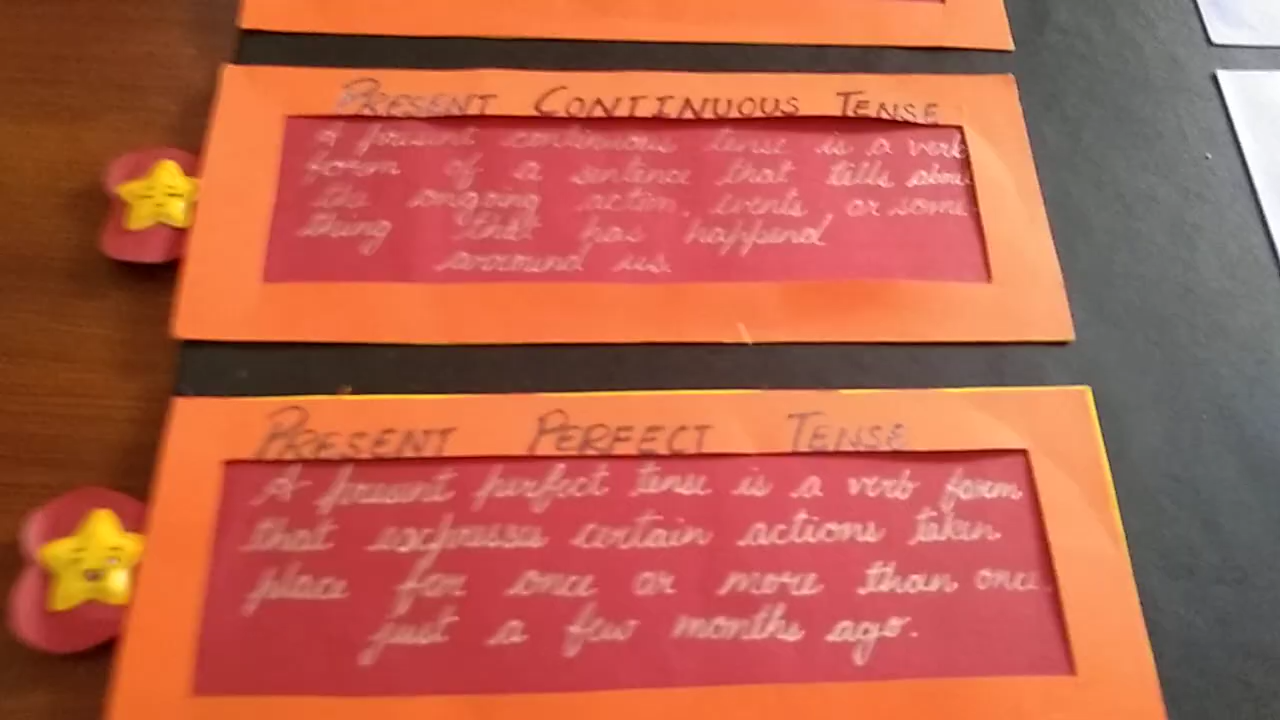 PRESENT CONTINUOUS TENSE
A present continuous tense is a verb
form of a sentence that tells about
the ongoing action, events or some
thing that has happend
arround us.
PRESENT PERFECT TENSE
A present perfect tense is a verb form
that expresses certain actions taken
place for once or more than once
just a few months ago.